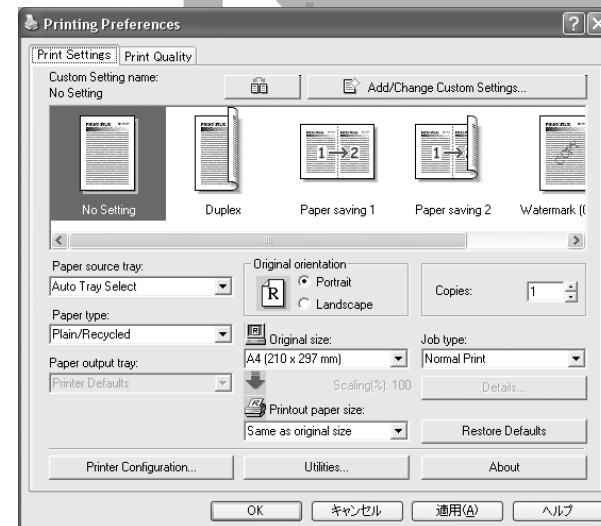 Printing Preferences
Print Settings Print Quality
Custom Setting name:
No Setting
Add/Change Custom Settings...
1 2
1
No Setting Duplex Paper saving 1 Paper saving 2 Watermark ((
Paper source tray:
Auto Tray Select
Paper type:
Plain/Recycled
Paper output tray:
Printer Defaults
Original orientation
R
Portrait
Landscape
Copies: 1
R
Original size:
A4 (210 x 297 mm)
Scaling(%): 100
Printout paper size:
Same as original size
Job type:
Normal Print
Details...
Restore Defaults
Printer Configuration... Utilities... About
OK キャンセル 適用(A) ヘルプ